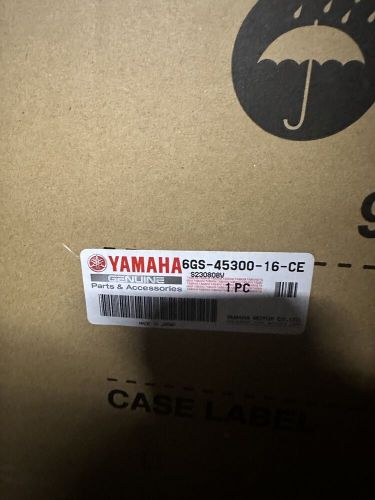 YAMAHA 6GS-45300-16-CE
GENUINE S230808V
Parts & Accessories 1 PC
MADE IN JAPAN YAMAHA MOTOR CO.,LTD.
CASE LABEL